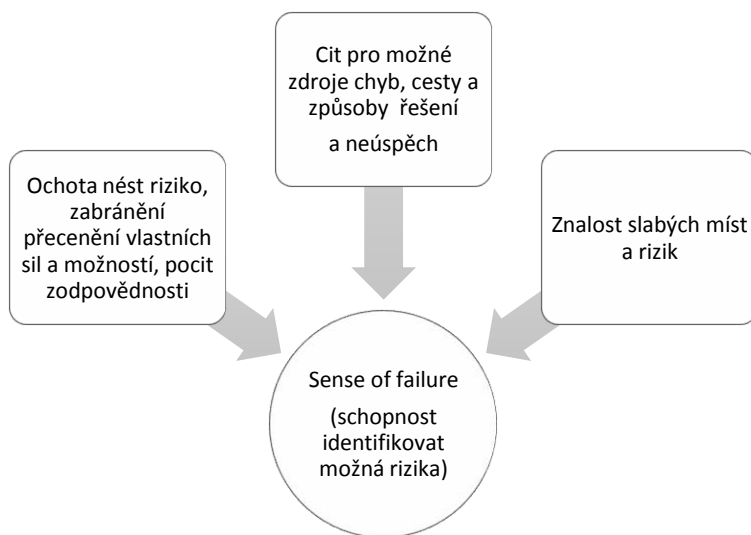 Cit pro možné
zdroje chyb, cesty a
způsoby řešení
a neúspěch
Ochota nést riziko,
zabránění
přecenění vlastních
sil a možností, pocit
zodpovědnosti
Znalost slabých míst
a rizik
Sense of failure
(schopnost
identifikovat
možná rizika)